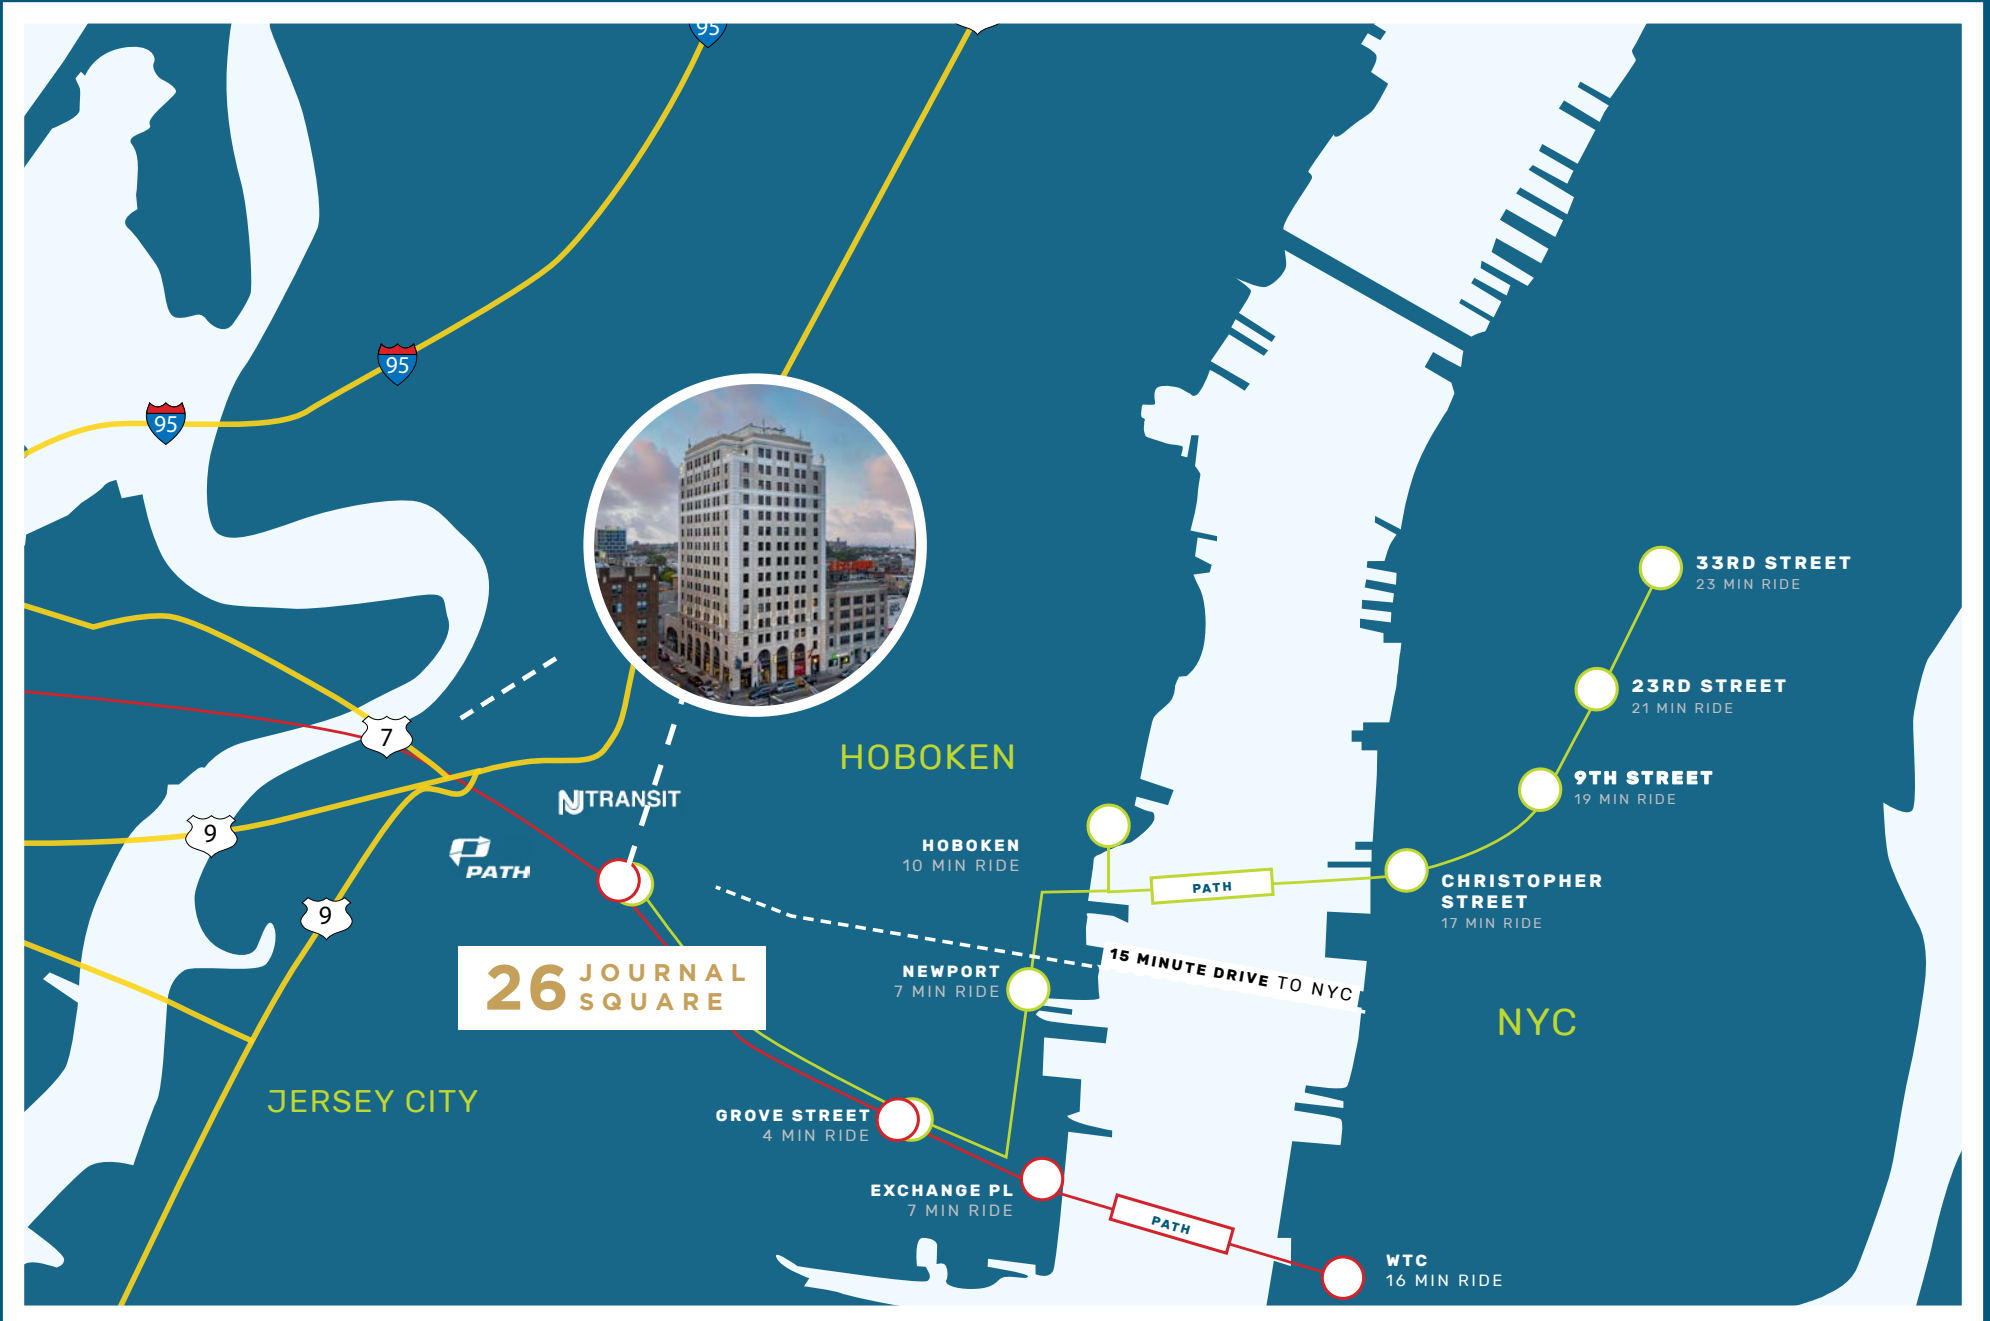 95
95
95
7
9
9
NJTRANSIT
PATH
26 JOURNAL
SQUARE
HOBOKEN
JERSEY CITY
NYC
33RD STREET
23 MIN RIDE
23RD STREET
21 MIN RIDE
9TH STREET
19 MIN RIDE
CHRISTOPHER
STREET
17 MIN RIDE
HOBOKEN
10 MIN RIDE
PATH
15 MINUTE DRIVE TO NYC
NEWPORT
7 MIN RIDE
GROVE STREET
4 MIN RIDE
EXCHANGE PL
7 MIN RIDE
PATH
WTC
16 MIN RIDE